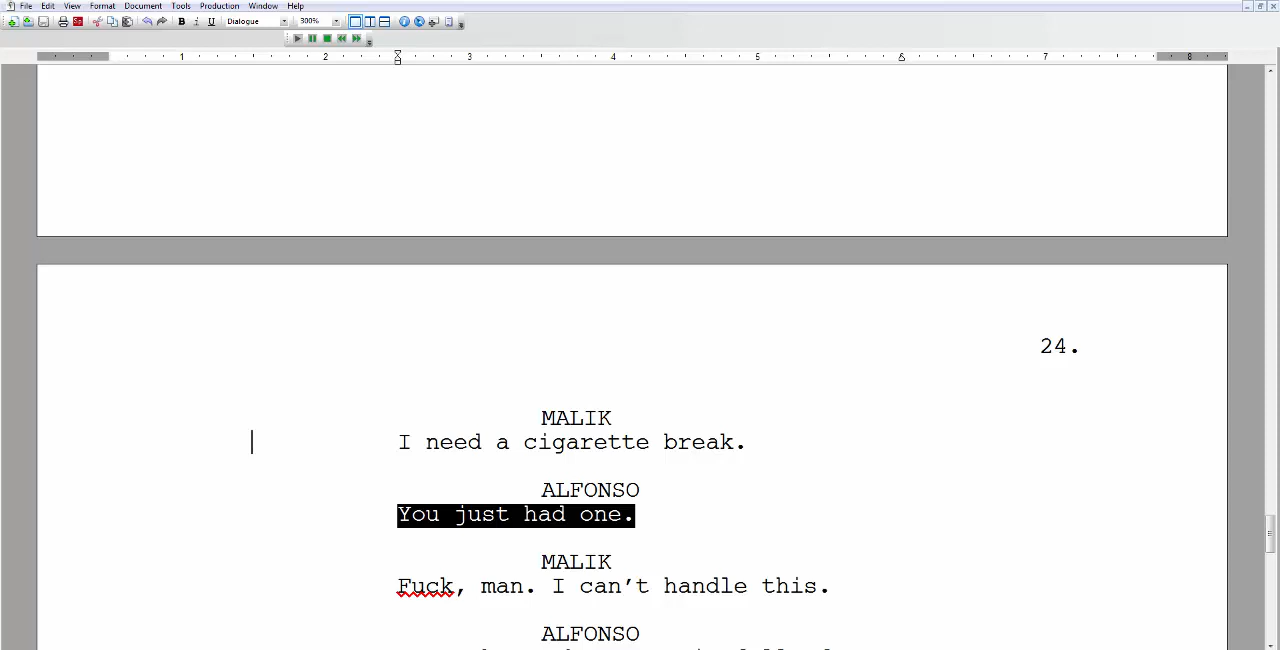 File Edit View Format Document Tools Production Window Help
Dialogue 300%
1 2 3 4 5 7 8
24.
MALIK
I need a cigarette break.
ALFONSO
You just had one.
MALIK
Fuck, man. I can’t handle this.
ALFONSO